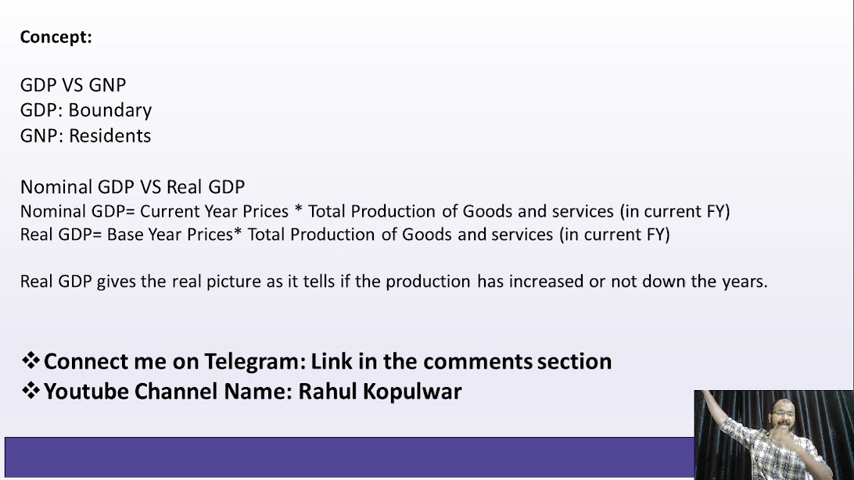 Concept:
GDP VS GNP
GDP: Boundary
GNP: Residents
Nominal GDP VS Real GDP
Nominal GDP= Current Year Prices * Total Production of Goods and services (in current FY)
Real GDP= Base Year Prices* Total Production of Goods and services (in current FY)
Real GDP gives the real picture as it tells if the production has increased or not down the years.
❖Connect me on Telegram: Link in the comments section
❖Youtube Channel Name: Rahul Kopulwar